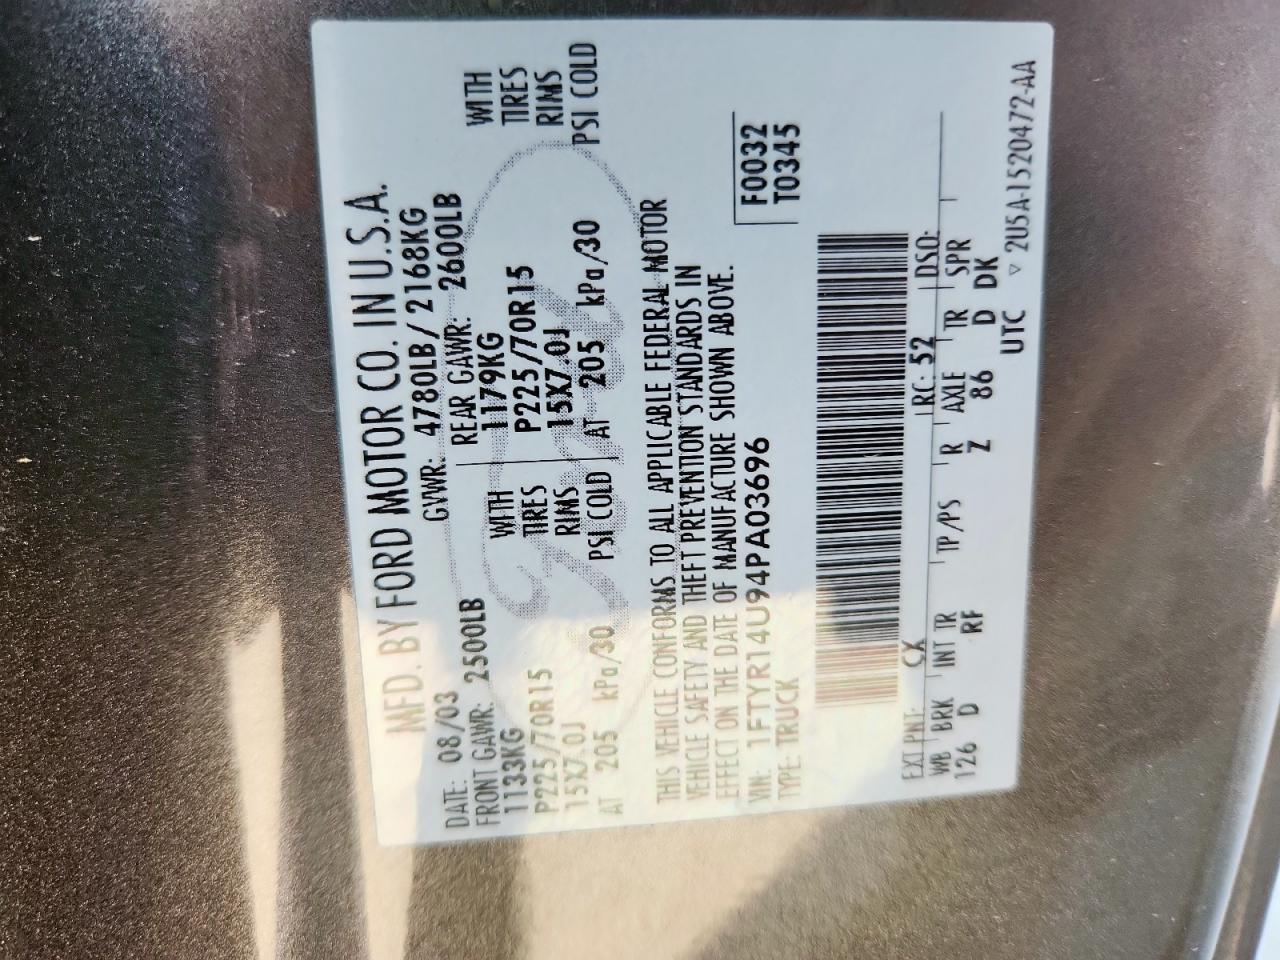 MFD. BY FORD MOTOR CO. IN U.S.A.
DATE: 08/03 GVWR: 4780LB/2168KG
FRONT GAWR: 2500LB REAR GAWR: 2600LB
1133KG WITH 1179KG WITH
P225/70R15 TIRES P225/70R15 TIRES
15X7.0J RIMS 15X7.0J RIMS
AT 205 kPa/30 PSI COLD AT 205 kPa/30 PSI COLD
THIS VEHICLE CONFORMS TO ALL APPLICABLE FEDERAL MOTOR
VEHICLE SAFETY AND THEFT PREVENTION STANDARDS IN
EFFECT ON THE DATE OF MANUFACTURE SHOWN ABOVE.
VIN: 1FTYR14U94PA03696 F0032
TYPE: TRUCK T0345
EXT PNT: CX RC: 52 DSO:
WB BRK INT TR TP/PS R AXLE TR SPR
126 D RF Z 86 D DK
UTC ▽ 2U5A-1520472-AA